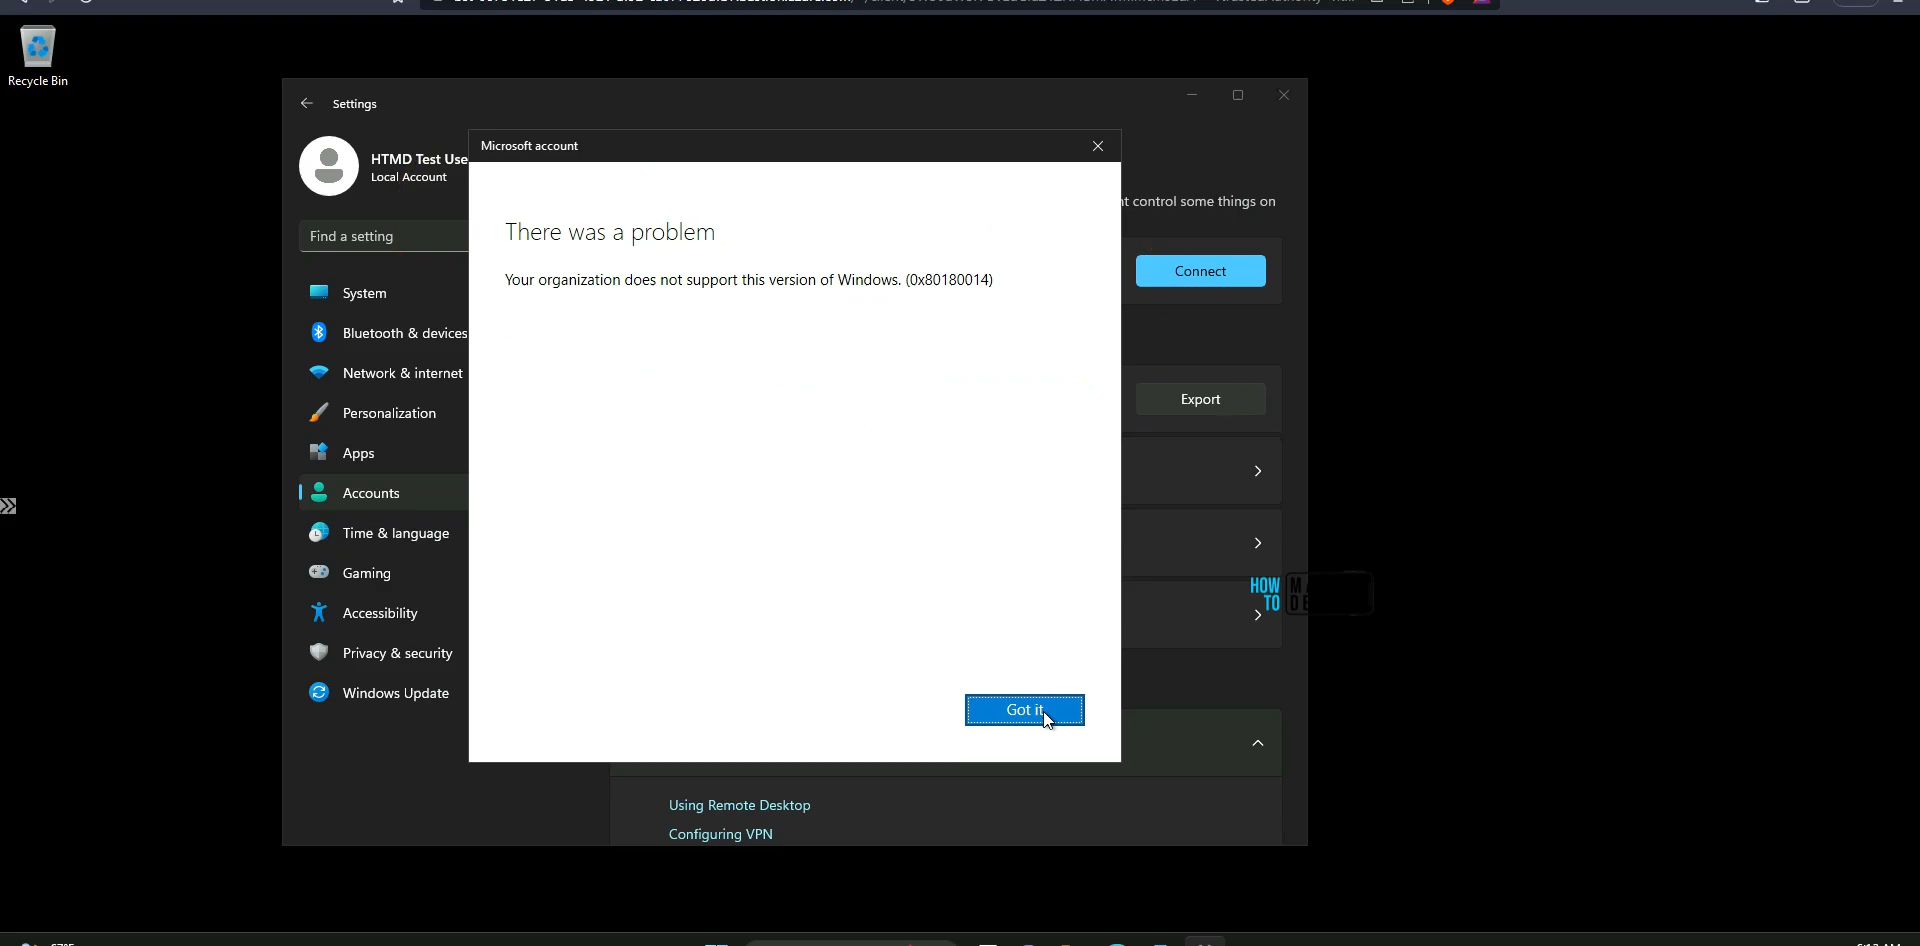 Recycle Bin
Settings
HTMD Test Use
Local Account
Find a setting
System
Bluetooth & devices
Network & internet
Personalization
Apps
Accounts
Time & language
Gaming
Accessibility
Privacy & security
Windows Update
Microsoft account
There was a problem
Your organization does not support this version of Windows. (0x80180014)
Got it
control some things on
Connect
Export
HOW
TO
Using Remote Desktop
Configuring VPN